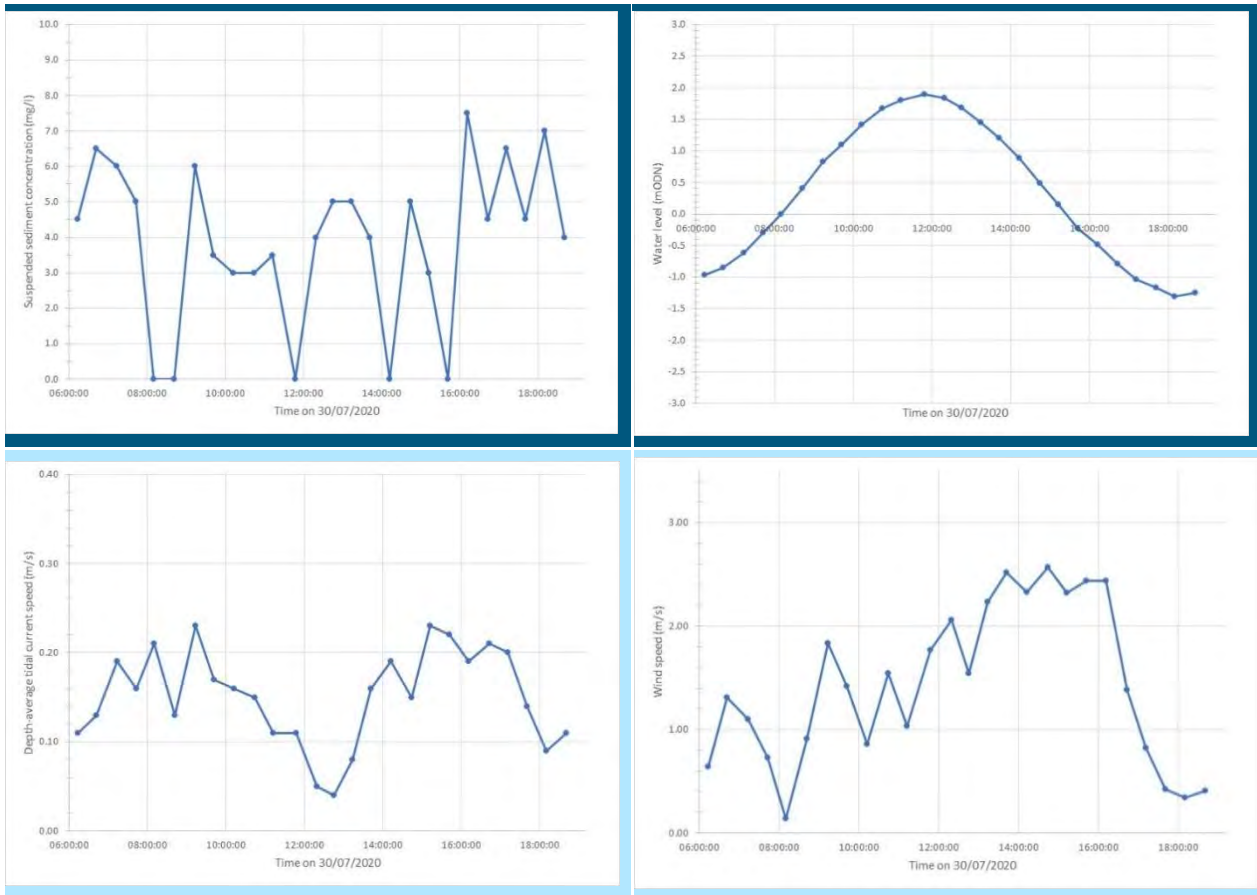 10.0
9.0
8.0
7.0
6.0
5.0
4.0
3.0
2.0
1.0
0.0
Suspended sediment concentration (mg/l)
06:00:00 08:00:00 10:00:00 12:00:00 14:00:00 16:00:00 18:00:00
Time on 30/07/2020
3.0
2.5
2.0
1.5
1.0
0.5
0.0
-0.5
-1.0
-1.5
-2.0
-2.5
-3.0
Water level (mODN)
06:00:00 08:00:00 10:00:00 12:00:00 14:00:00 16:00:00 18:00:00
Time on 30/07/2020
0.40
0.30
0.20
0.10
0.00
Depth-average tidal current speed (m/s)
06:00:00 08:00:00 10:00:00 12:00:00 14:00:00 16:00:00 18:00:00
Time on 30/07/2020
3.00
2.00
1.00
0.00
Wind speed (m/s)
06:00:00 08:00:00 10:00:00 12:00:00 14:00:00 16:00:00 18:00:00
Time on 30/07/2020